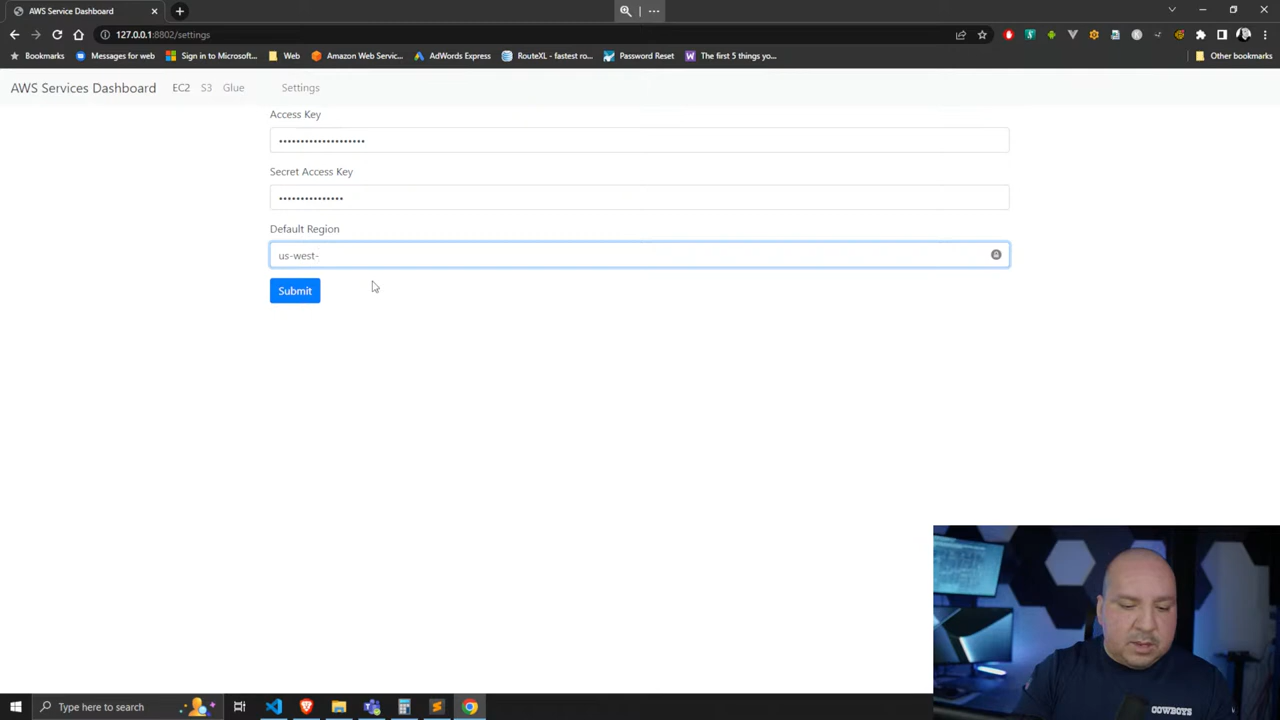 AWS Service Dashboard
127.0.0.1:8802/settings
Bookmarks Messages for web Sign in to Microsoft... Web Amazon Web Servic... AdWords Express RouteXL - fastest ro... Password Reset The first 5 things yo... Other bookmarks
AWS Services Dashboard EC2 S3 Glue Settings
Access Key
••••••••••••••••••••
Secret Access Key
•••••••••••••••
Default Region
us-west-
Submit
COWBOYS
Type here to search